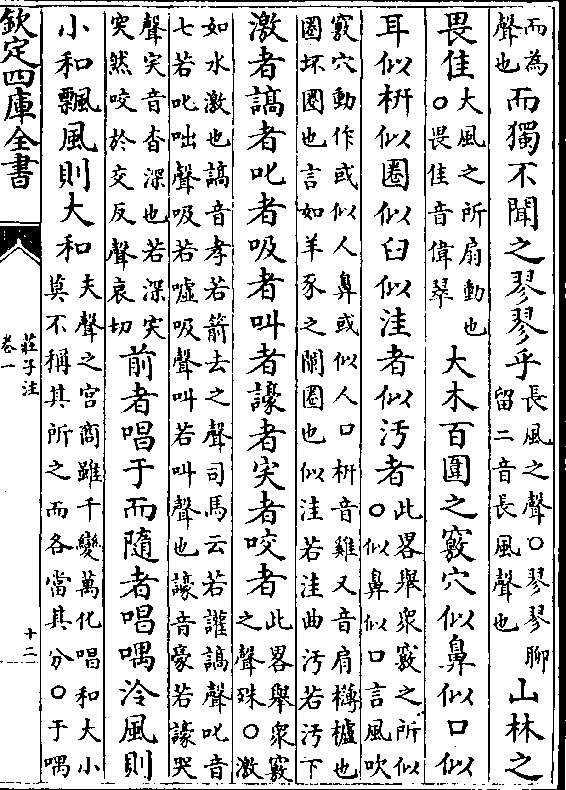 而為
聲也
而獨不聞之翏翏乎
長風之聲○翏翏聊
留二音長風聲也
山林之
畏佳
大風之所扇動也
○畏佳音偉翠
大木百圍之竅穴似鼻似口似
耳似枅似圈似臼似洼者似汚者
此畧舉衆竅之所似
○似鼻似口言風吹
竅穴動作或似人鼻或似人口枅音雞又音肩欂櫨也
圈坏圈也言如羊豕之闌圈也似洼若洼曲汚若汚下
激者謞者叱者吸者叫者譹者宎者咬者
此畧舉衆竅
之聲殊○激
如水激也謞音孝若箭去之聲司馬云若讙謞聲叱音
七若叱咄聲吸若噓吸聲叫若叫聲也譹音豪若譹哭
聲宎音杳深也若深宎
突然咬於交反聲哀切
前者唱于而隨者唱喁泠風則
小和飄風則大和
夫聲之宮商雖千變萬化唱和大小
莫不稱其所之而各當其分○于喁
欽定四庫全書
莊子注
卷一
十二